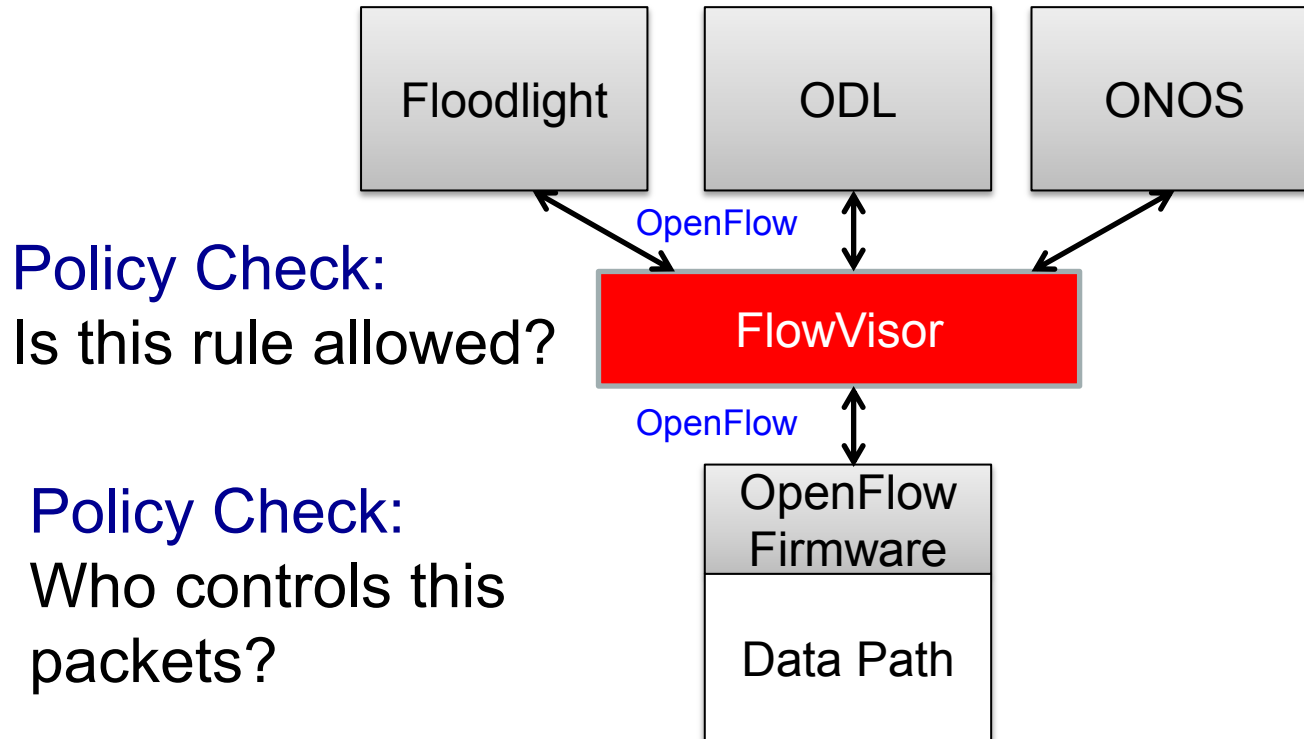 Floodlight
ODL
ONOS
OpenFlow
Policy Check:
Is this rule allowed?
FlowVisor
OpenFlow
Policy Check:
Who controls this
packets?
OpenFlow
Firmware
Data Path